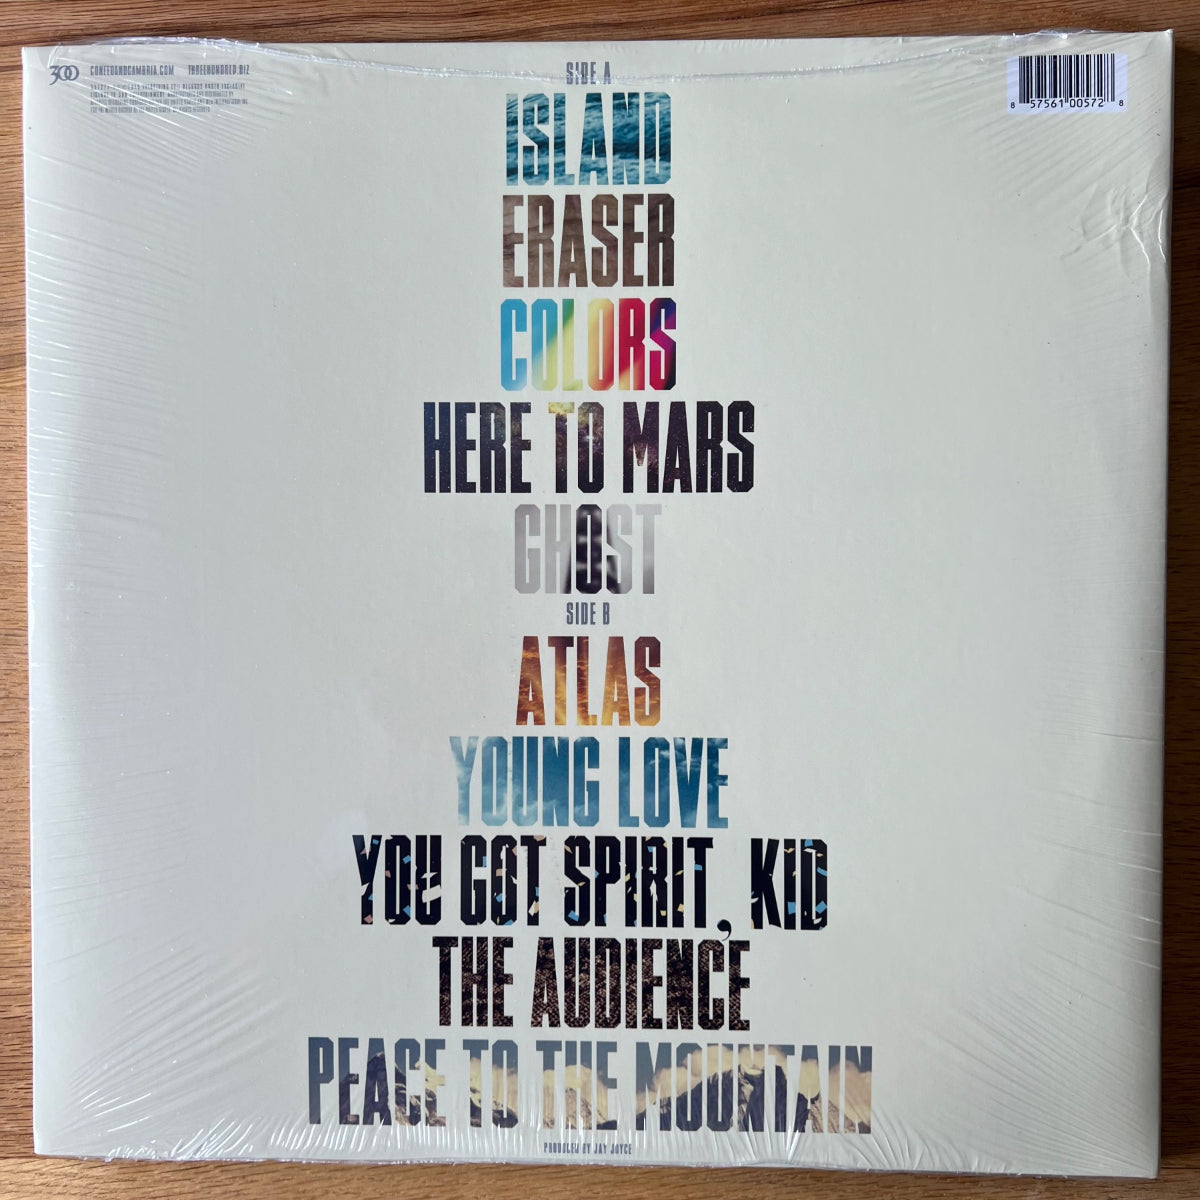 300 COHEEDANDCAMBRIA.COM THREEHUNDRED.BIZ
8 57561 00572 8
SIDE A
ISLAND
ERASER
COLORS
HERE TO MARS
GHOST
SIDE B
ATLAS
YOUNG LOVE
YOU GOT SPIRIT, KID
THE AUDIENCE
PEACE TO THE MOUNTAIN
PRODUCED BY JAY JOYCE